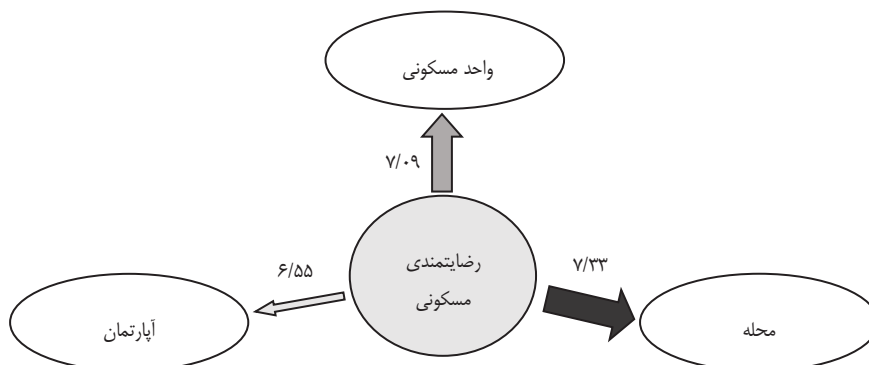 واحد مسکونی
۷/۰۹
رضایتمندی
مسکونی
۷/۳۳
محله
۶/۵۵
آپارتمان